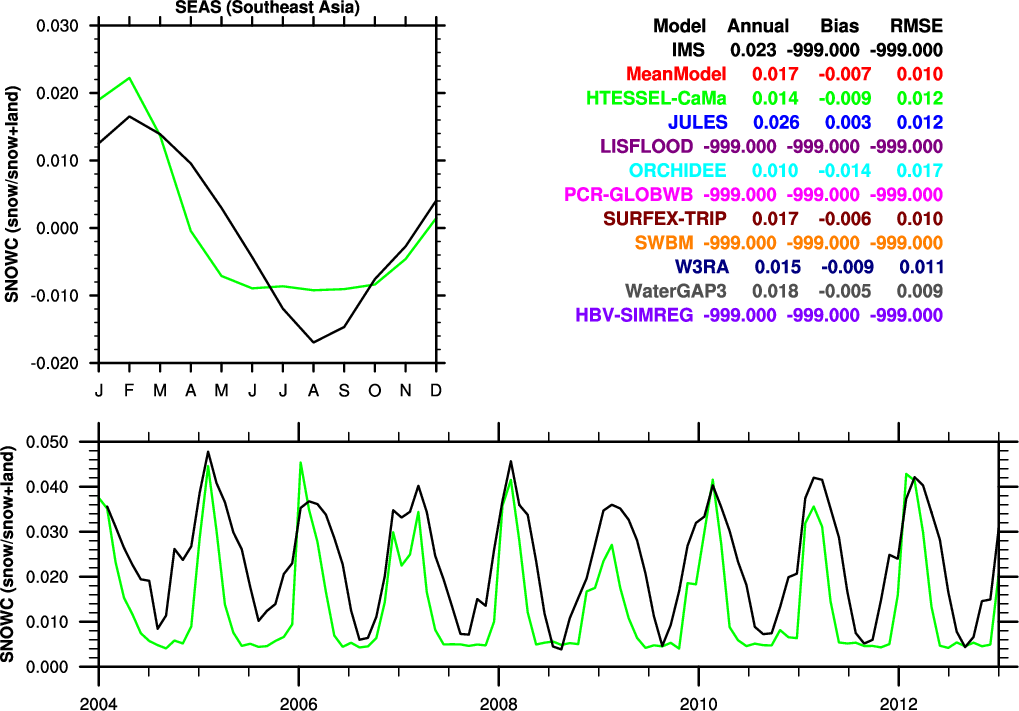 SEAS (Southeast Asia)
0.030
0.020
0.010
0.000
-0.010
-0.020
SNOWC (snow/snow+land)
J F M A M J J A S O N D
Model Annual Bias RMSE
IMS 0.023 -999.000 -999.000
MeanModel 0.017 -0.007 0.010
HTESSEL-CaMa 0.014 -0.009 0.012
JULES 0.026 0.003 0.012
LISFLOOD -999.000 -999.000 -999.000
ORCHIDEE 0.010 -0.014 0.017
PCR-GLOBWB -999.000 -999.000 -999.000
SURFEX-TRIP 0.017 -0.006 0.010
SWBM -999.000 -999.000 -999.000
W3RA 0.015 -0.009 0.011
WaterGAP3 0.018 -0.005 0.009
HBV-SIMREG -999.000 -999.000 -999.000
0.050
0.040
0.030
0.020
0.010
0.000
SNOWC (snow/snow+land)
2004 2006 2008 2010 2012